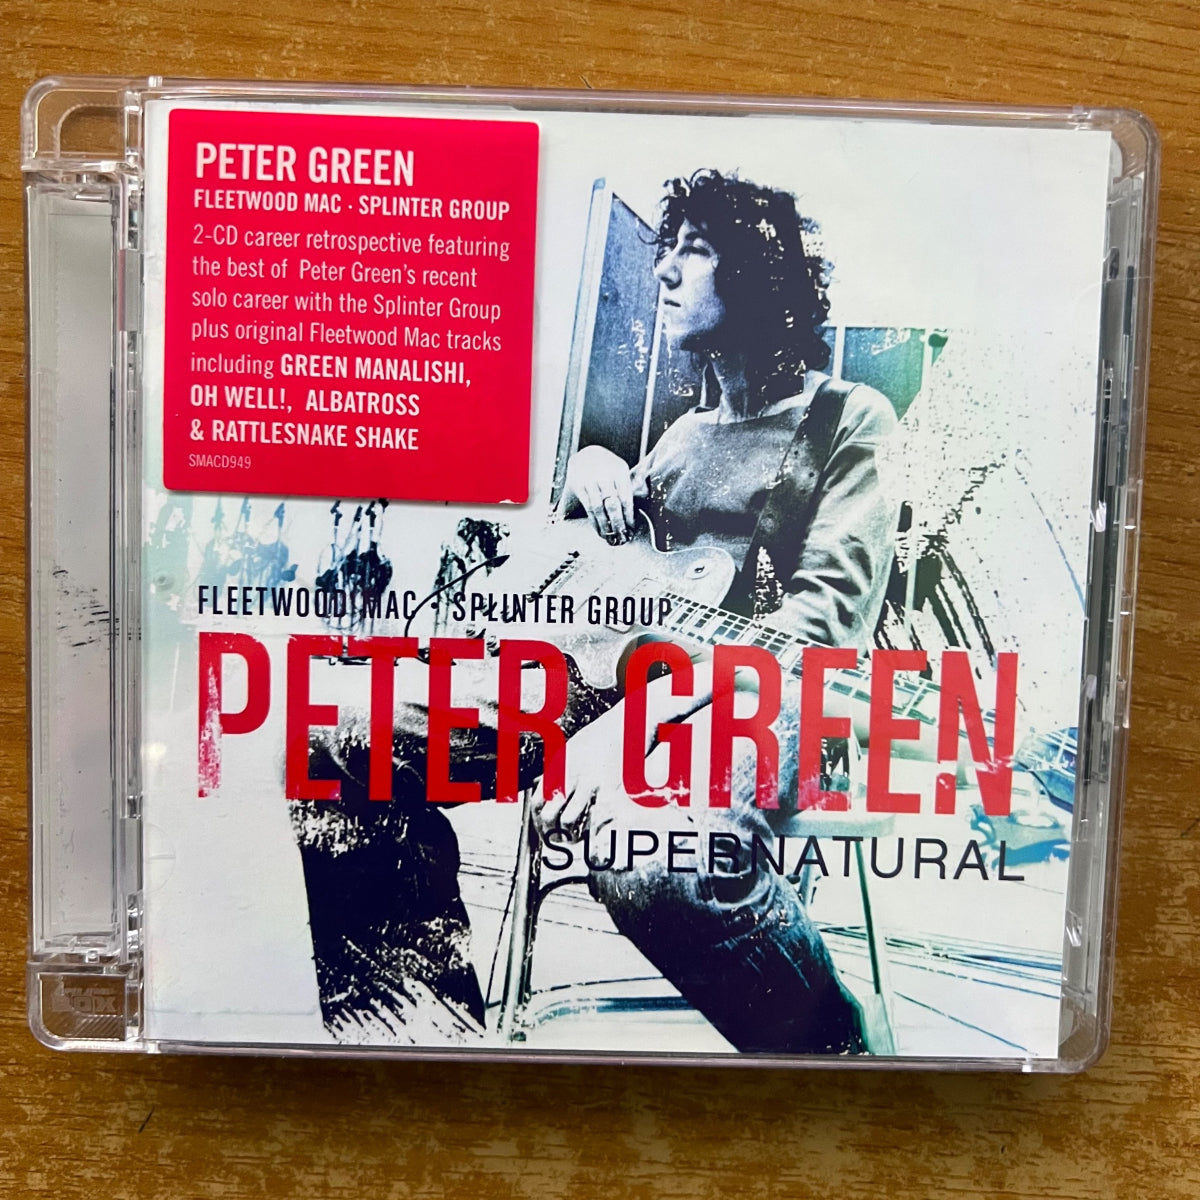 PETER GREEN
FLEETWOOD MAC · SPLINTER GROUP
2-CD career retrospective featuring
the best of Peter Green's recent
solo career with the Splinter Group
plus original Fleetwood Mac tracks
including GREEN MANALISHI,
OH WELL!, ALBATROSS
& RATTLESNAKE SHAKE
SMACD949
FLEETWOOD MAC · SPLINTER GROUP
PETER GREEN
SUPERNATURAL